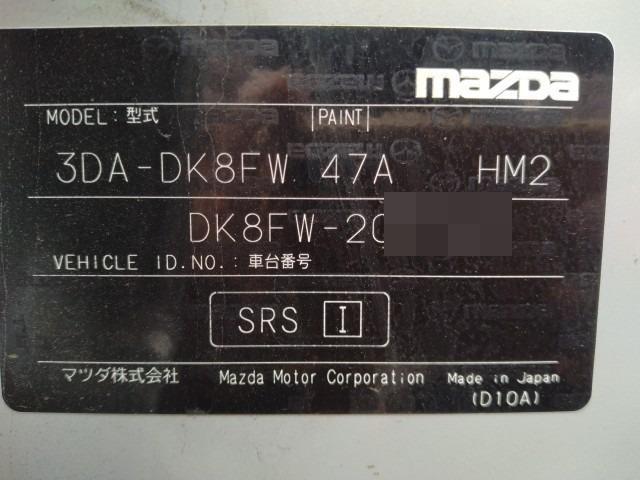 mazda
MODEL: 型式 PAINT
3DA-DK8FW 47A HM2
DK8FW-20
VEHICLE ID.NO.: 車台番号
SRS I
マツダ株式会社 Mazda Motor Corporation Made in Japan
(D10A)